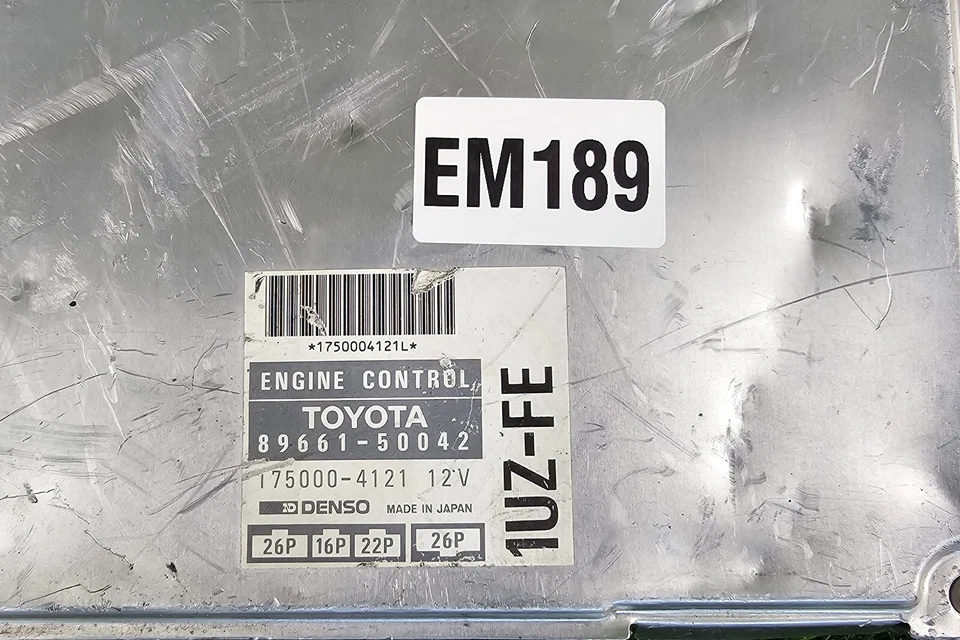 EM189
*1750004121L*
ENGINE CONTROL
TOYOTA
89661-50042
175000-4121 12V
DENSO MADE IN JAPAN
26P 16P 22P 26P
1UZ-FE